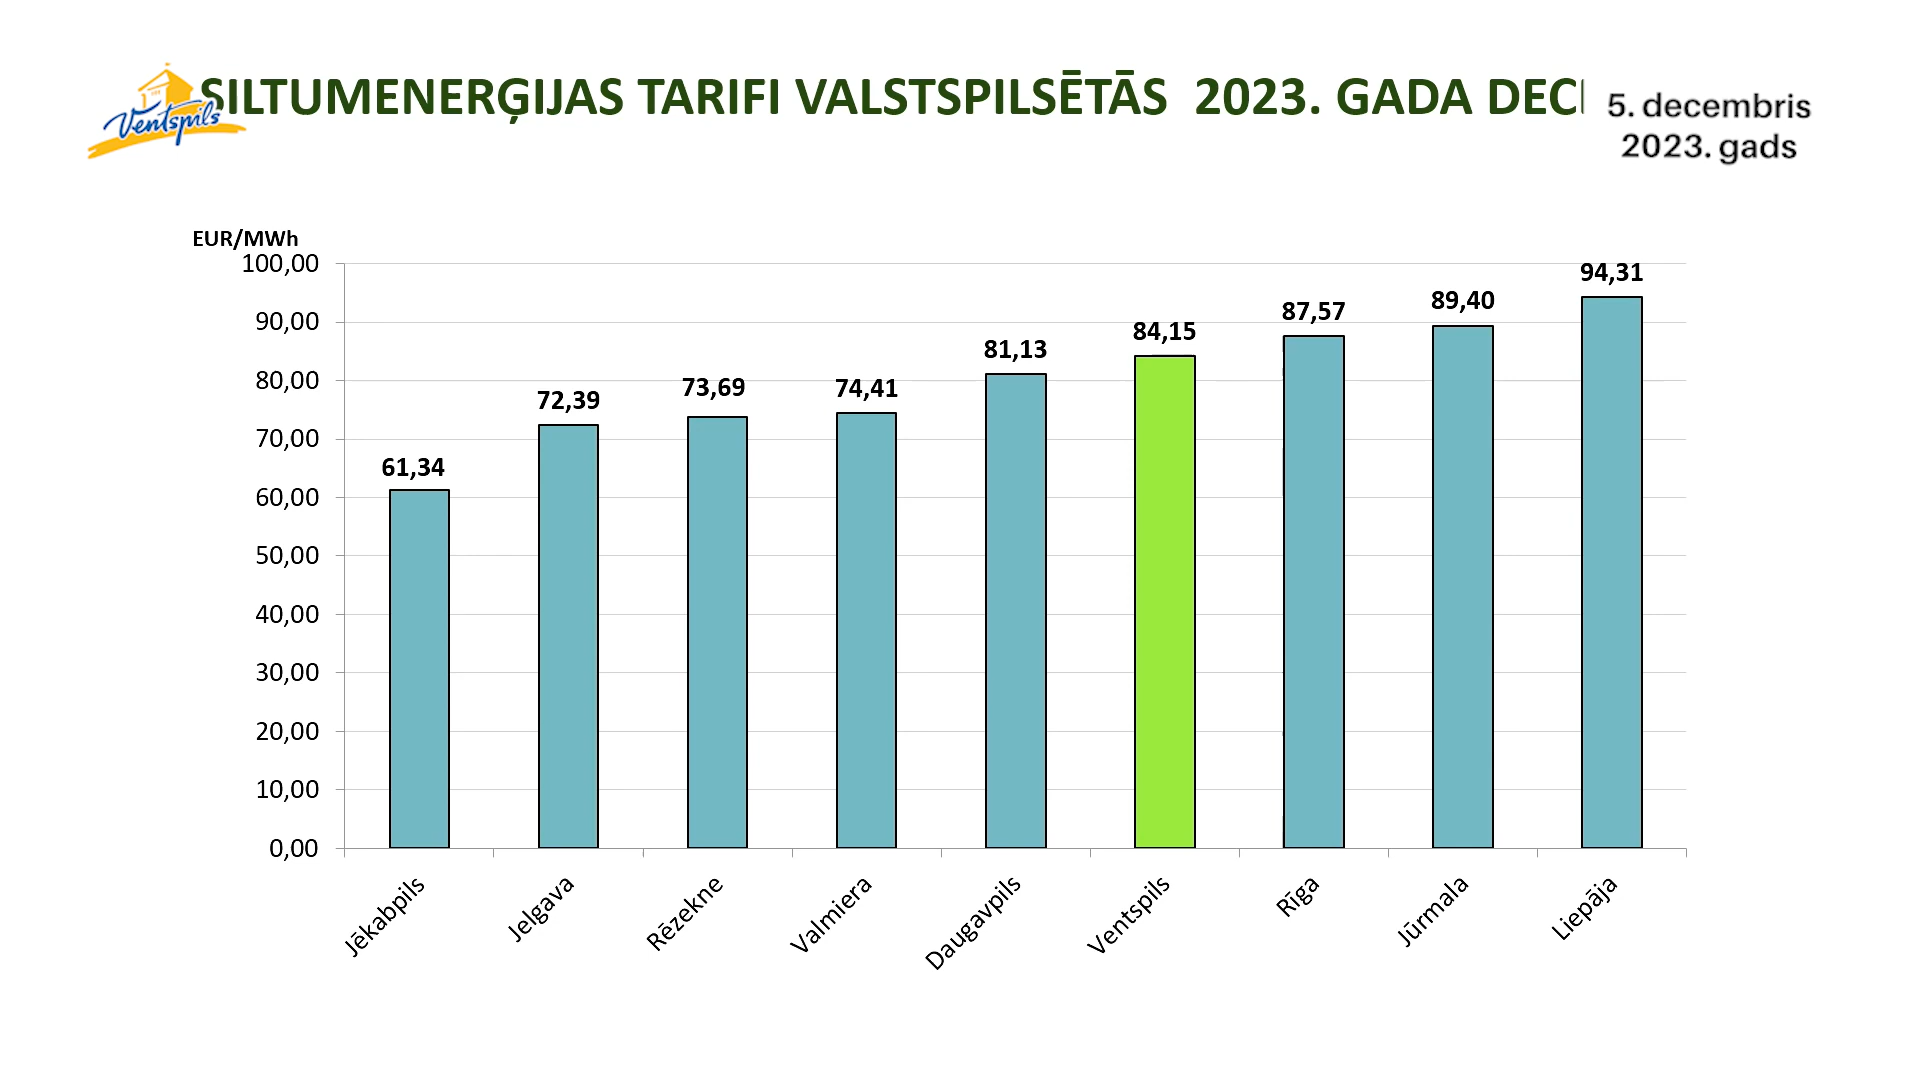 Ventspils
SILTUMENERĢIJAS TARIFI VALSTSPILSĒTĀS 2023. GADA
5. decembris
2023. gads
EUR/MWh
100,00
90,00
80,00
70,00
60,00
50,00
40,00
30,00
20,00
10,00
0,00
61,34
72,39
73,69
74,41
81,13
84,15
87,57
89,40
94,31
Jēkabpils
Jelgava
Rēzekne
Valmiera
Daugavpils
Ventspils
Rīga
Jūrmala
Liepāja